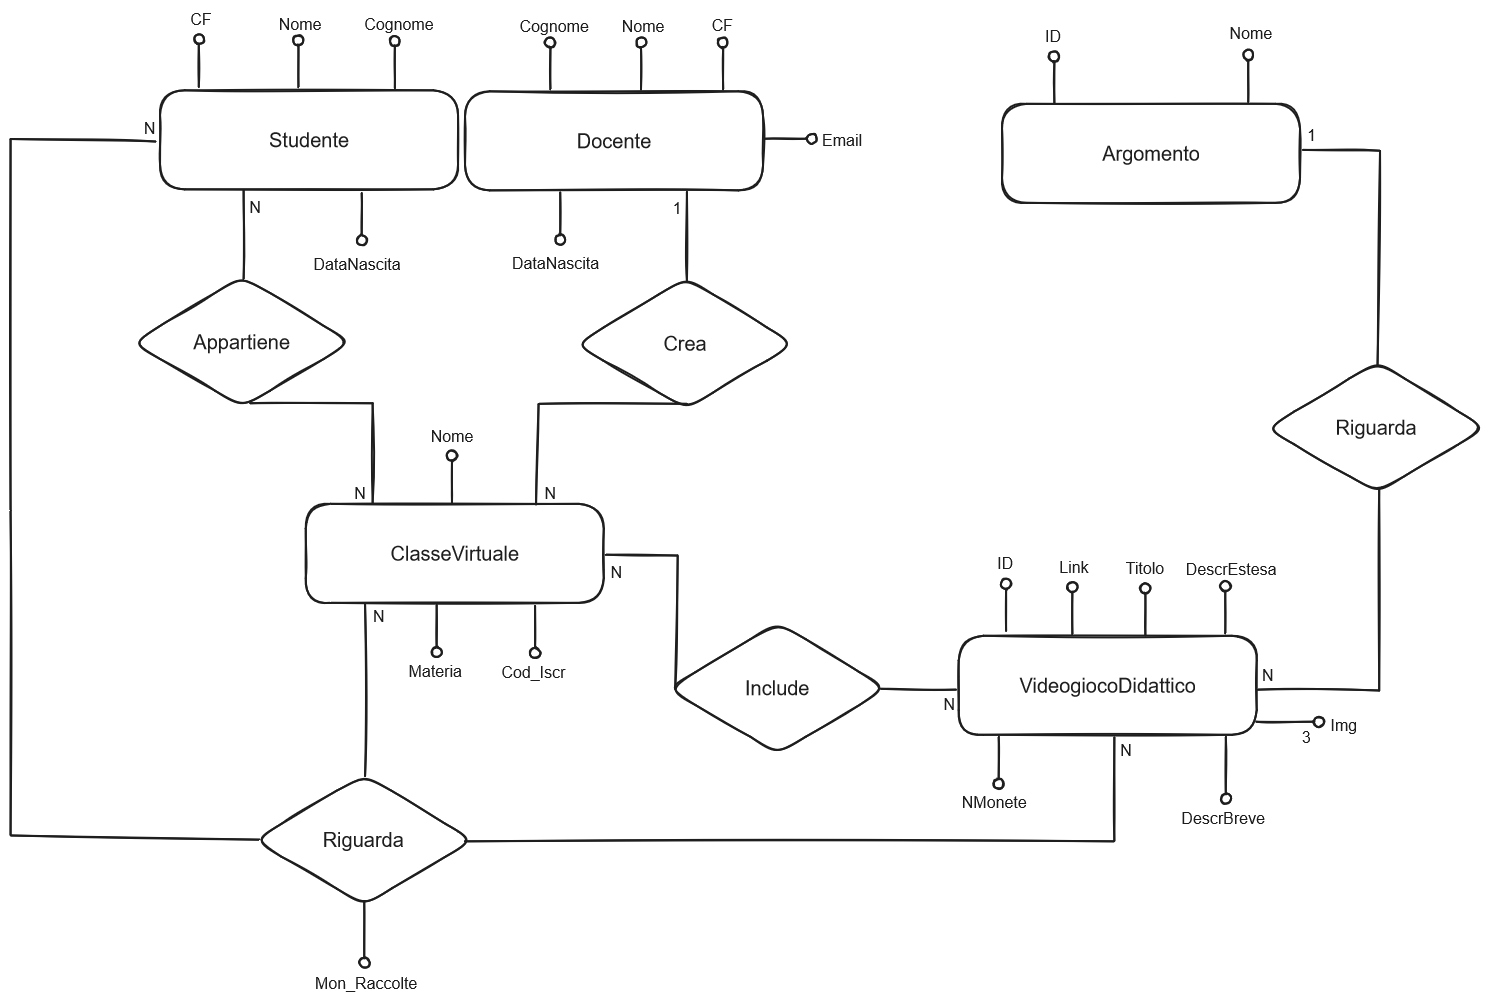 CF
Nome
Cognome
Cognome
Nome
CF
ID
Nome
N
Studente
Docente
Email
Argomento
1
N
DataNascita
1
DataNascita
Appartiene
Crea
Riguarda
Nome
N
N
ClasseVirtuale
N
N
Materia
Cod_Iscr
ID
Link
Titolo
DescrEstesa
Include
N
VideogiocoDidattico
N
Img
3
N
NMonete
DescrBreve
Riguarda
Mon_Raccolte